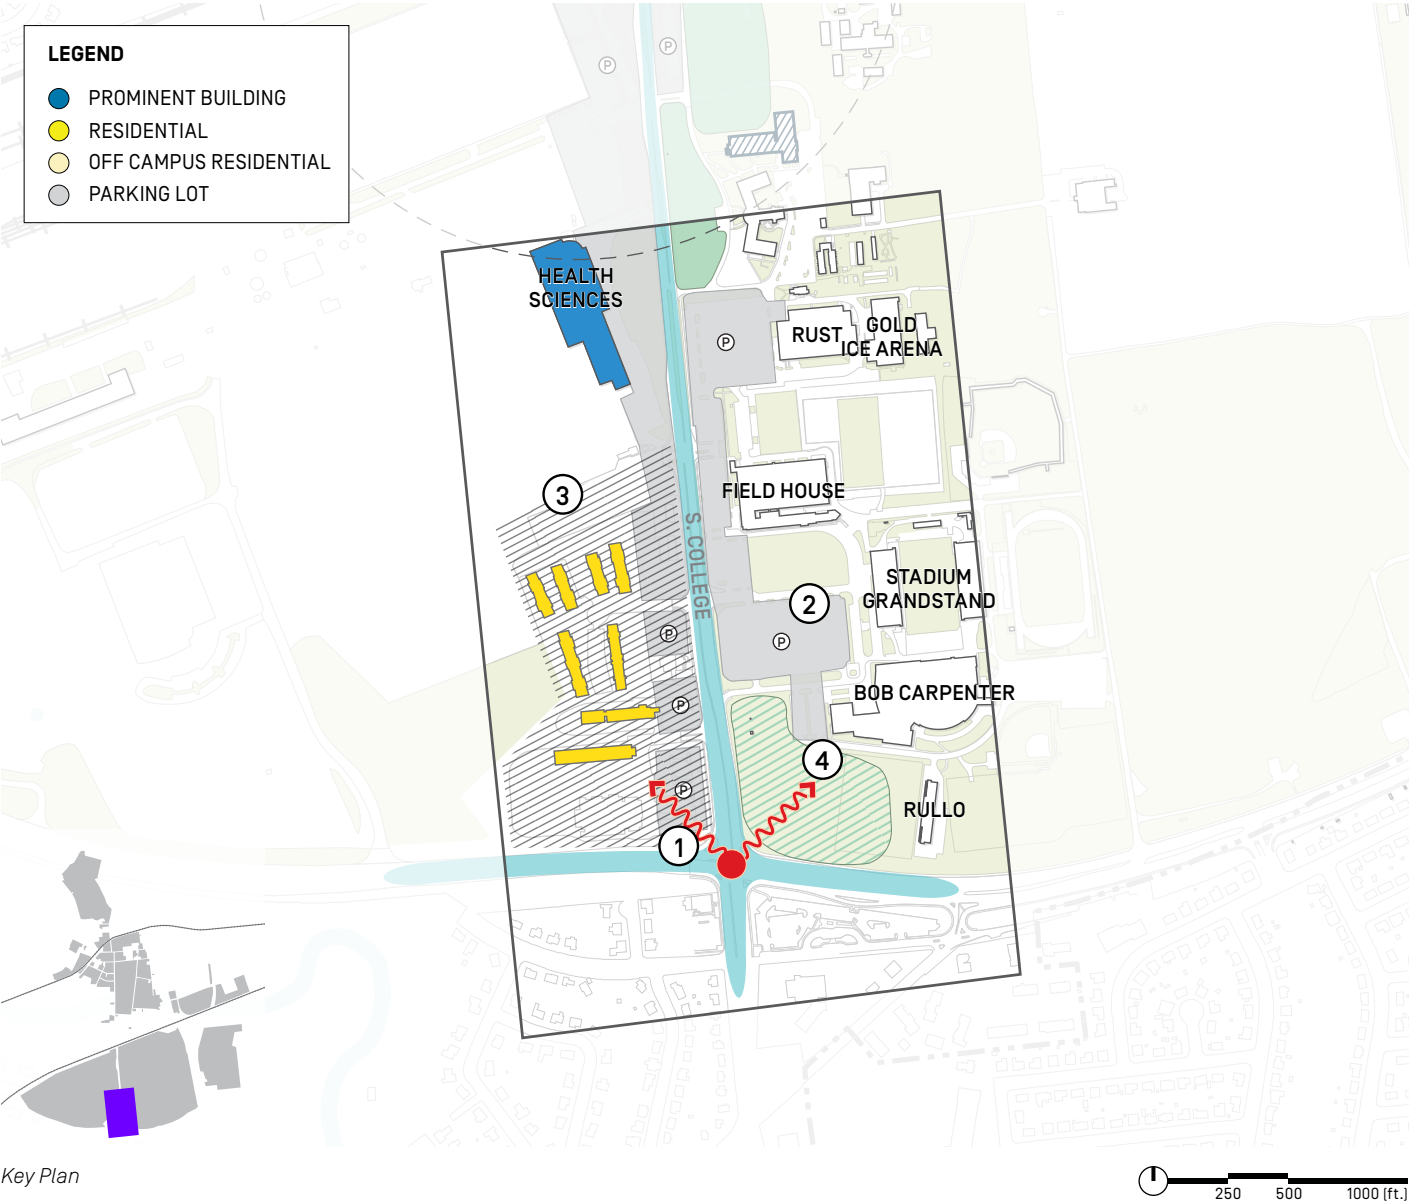 LEGEND
PROMINENT BUILDING
RESIDENTIAL
OFF CAMPUS RESIDENTIAL
PARKING LOT
P
P
HEALTH
SCIENCES
P
RUST
GOLD
ICE ARENA
3
FIELD HOUSE
S. COLLEGE
STADIUM
GRANDSTAND
2
P
P
BOB CARPENTER
P
4
P
RULLO
1
Key Plan
250
500
1000 (ft.)